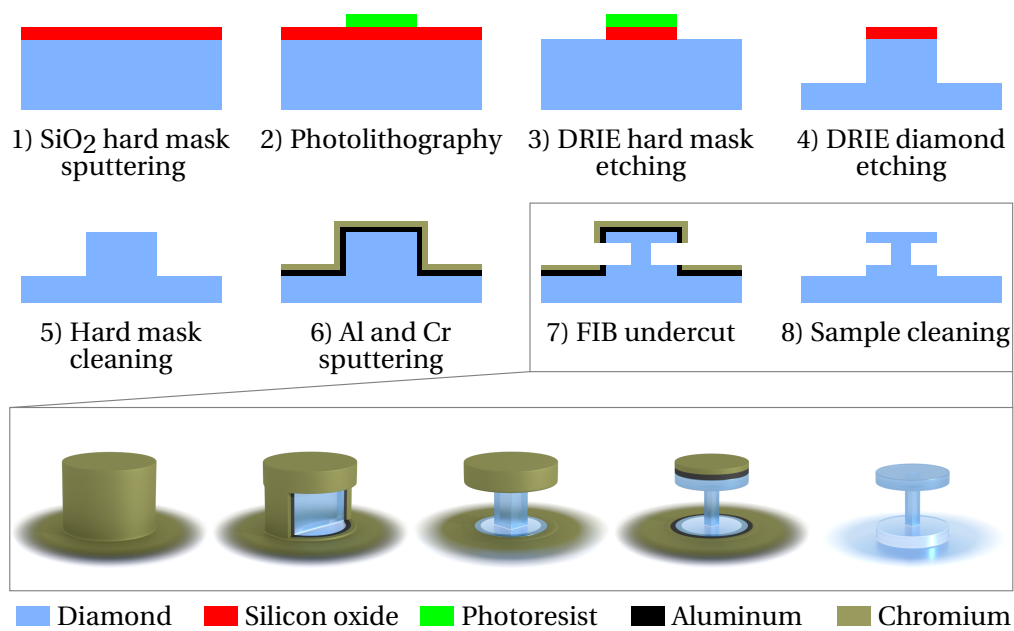 1) SiO2 hard mask
sputtering
2) Photolithography
3) DRIE hard mask
etching
4) DRIE diamond
etching
5) Hard mask
cleaning
6) Al and Cr
sputtering
7) FIB undercut
8) Sample cleaning
Diamond
Silicon oxide
Photoresist
Aluminum
Chromium